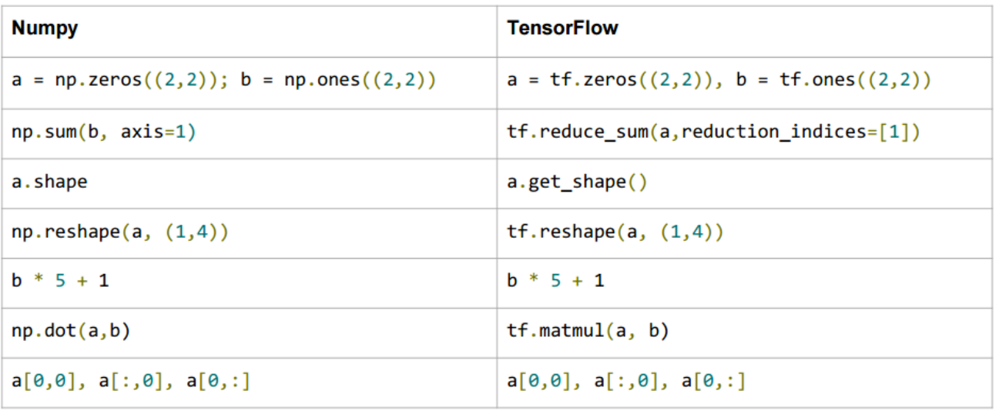 Numpy TensorFlow
a = np.zeros((2,2)); b = np.ones((2,2)) a = tf.zeros((2,2)), b = tf.ones((2,2))
np.sum(b, axis=1) tf.reduce_sum(a,reduction_indices=[1])
a.shape a.get_shape()
np.reshape(a, (1,4)) tf.reshape(a, (1,4))
b * 5 + 1 b * 5 + 1
np.dot(a,b) tf.matmul(a, b)
a[0,0], a[:,0], a[0,:] a[0,0], a[:,0], a[0,:]